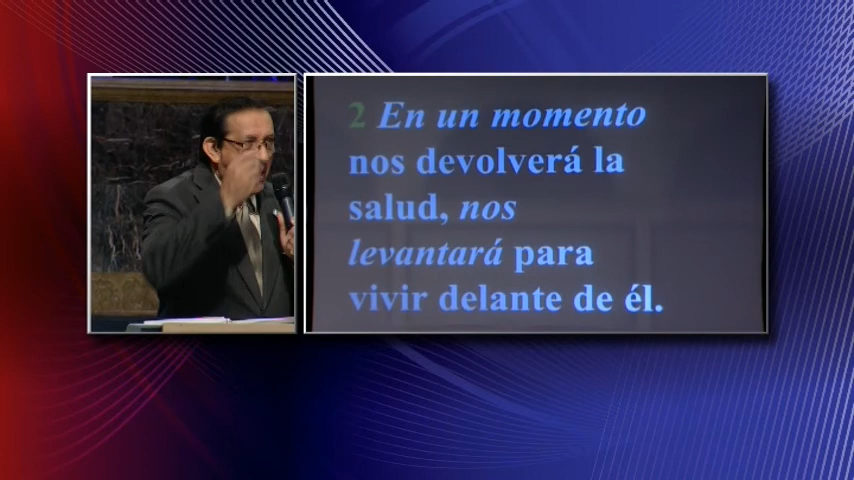 2 En un momento
nos devolverá la
salud, nos
levantará para
vivir delante de él.